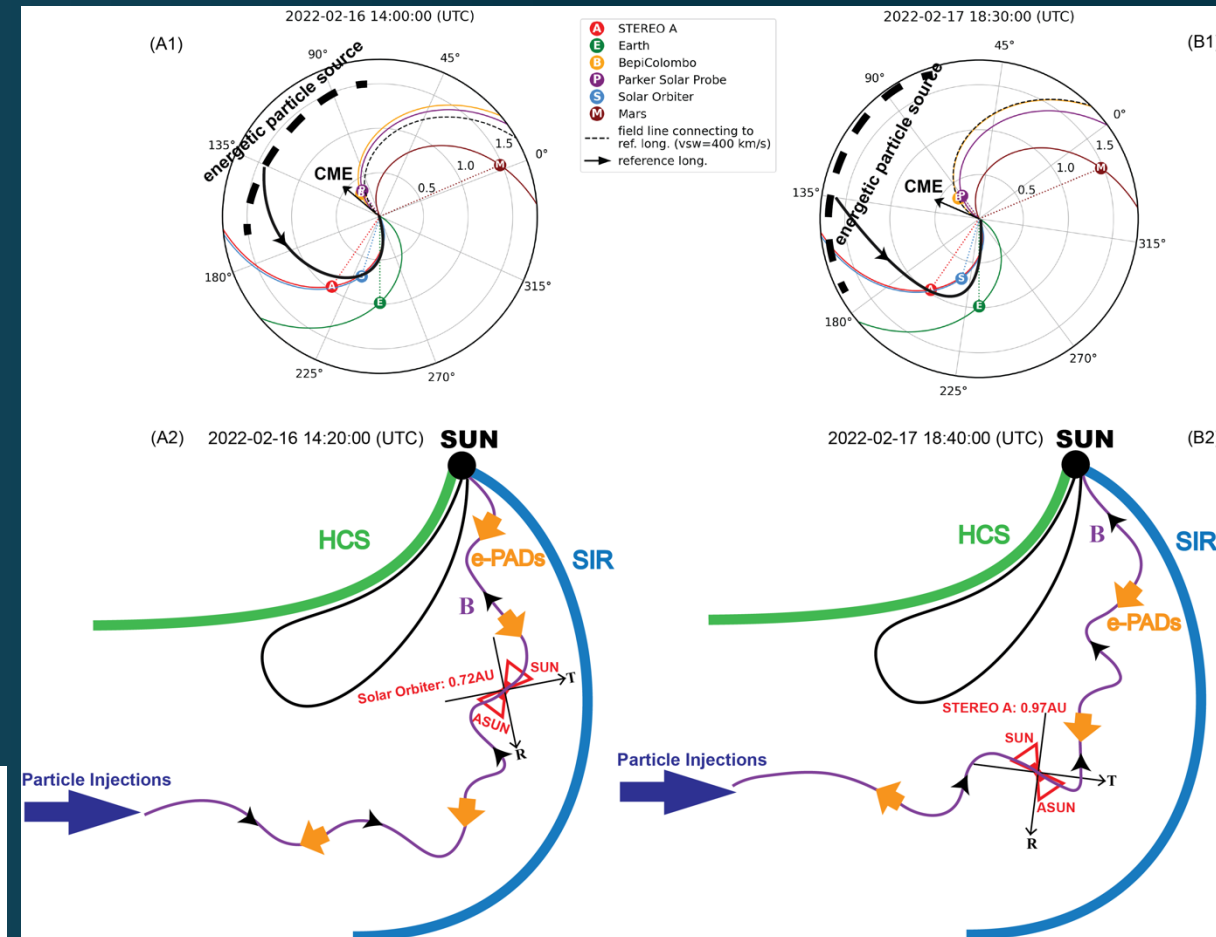 2022-02-16 14:00:00 (UTC)
(A1)
90°
45°
135°
0°
180°
315°
225°
270°
1.5
1.0
0.5
energetic particle source
CME
B
A
S
E
M
A STEREO A
E Earth
B BepiColombo
P Parker Solar Probe
S Solar Orbiter
M Mars
field line connecting to
ref. long. (vsw=400 km/s)
reference long.
2022-02-17 18:30:00 (UTC)
(B1)
45°
90°
0°
135°
315°
180°
270°
225°
1.5
1.0
0.5
energetic particle source
CME
B
P
A
S
E
M
(A2) 2022-02-16 14:20:00 (UTC)
SUN
HCS
e-PADs
SIR
B
SUN
Solar Orbiter: 0.72AU
T
ASUN
R
Particle Injections
2022-02-17 18:40:00 (UTC)
(B2
SUN
HCS
B
SIR
e-PADs
STEREO A: 0.97AU
SUN
Particle Injections
T
ASUN
R